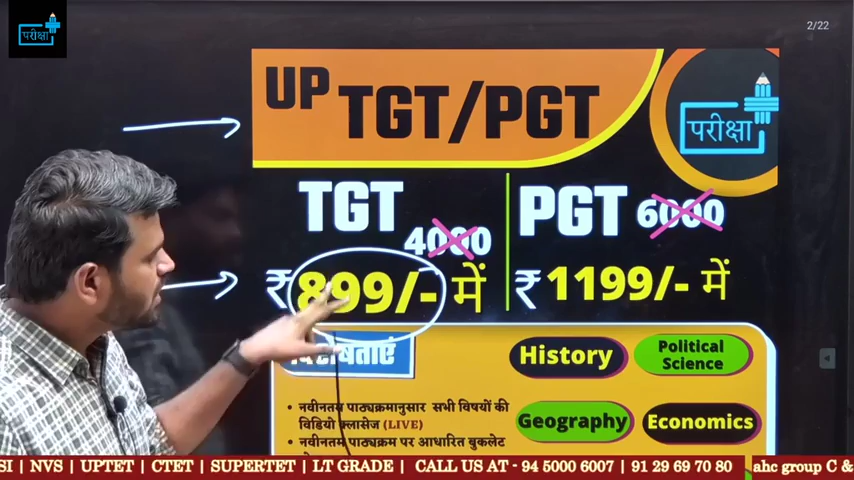 परीक्षा
2/22
UP TGT/PGT
परीक्षा
TGT
4000
₹899/- में
PGT 6000
₹1199/- में
विशेषताएं
• नवीनतम पाठ्यक्रमानुसार सभी विषयों की
विडियो क्लासेज (LIVE)
• नवीनतम पाठ्यक्रम पर आधारित बुकलेट
History
Political
Science
Geography
Economics
SI | NVS | UPTET | CTET | SUPERTET | LT GRADE | CALL US AT - 94 5000 6007 | 91 29 69 70 80 ahc group C &